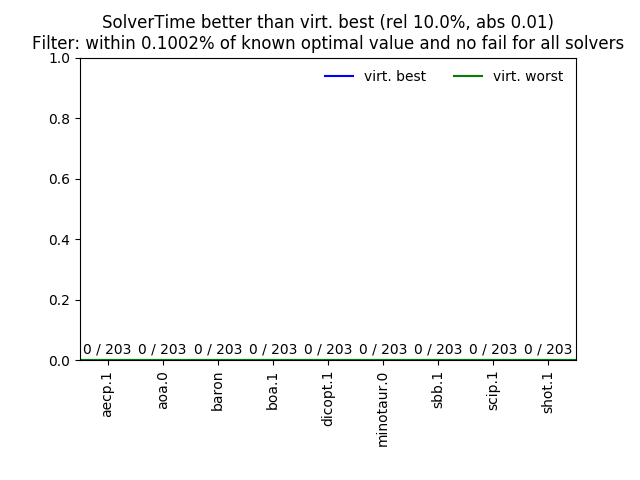 SolverTime better than virt. best (rel 10.0%, abs 0.01)
Filter: within 0.1002% of known optimal value and no fail for all solvers
1.0
virt. best virt. worst
0.8
0.6
0.4
0.2
0 / 203 0 / 203 0 / 203 0 / 203 0 / 203 0 / 203 0 / 203 0 / 203 0 / 203
0.0
aecp.1
aoa.0
baron
boa.1
dicopt.1
minotaur.0
sbb.1
scip.1
shot.1